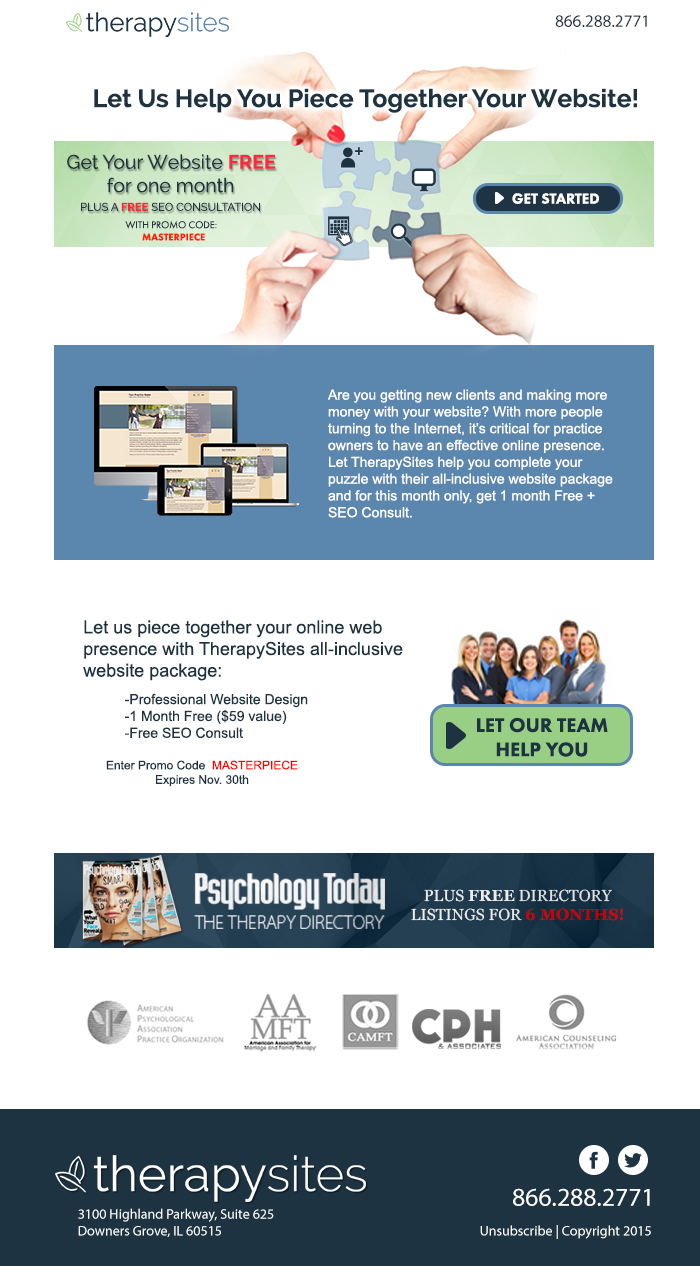 therapysites
866.288.2771
Let Us Help You Piece Together Your Website!
Get Your Website FREE
for one month
PLUS A FREE SEO CONSULTATION
WITH PROMO CODE:
MASTERPIECE
GET STARTED
Are you getting new clients and making more
money with your website? With more people
turning to the Internet, it's critical for practice
owners to have an effective online presence.
Let TherapySites help you complete your
puzzle with their all-inclusive website package
and for this month only, get 1 month Free +
SEO Consult.
Let us piece together your online web
presence with TherapySites all-inclusive
website package:
-Professional Website Design
-1 Month Free ($59 value)
-Free SEO Consult
Enter Promo Code MASTERPIECE
Expires Nov. 30th
LET OUR TEAM
HELP YOU
Psychology Today
What
Your
Face
Reveals
Psychology Today
THE THERAPY DIRECTORY
PLUS FREE DIRECTORY
LISTINGS FOR 6 MONTHS!
AMERICAN
PSYCHOLOGICAL
ASSOCIATION
PRACTICE ORGANIZATION
AA
MFT
American Association for
Marriage and Family Therapy
CAMFT
CPH
& ASSOCIATES
AMERICAN COUNSELING
ASSOCIATION
therapysites
3100 Highland Parkway, Suite 625
Downers Grove, IL 60515
866.288.2771
Unsubscribe | Copyright 2015